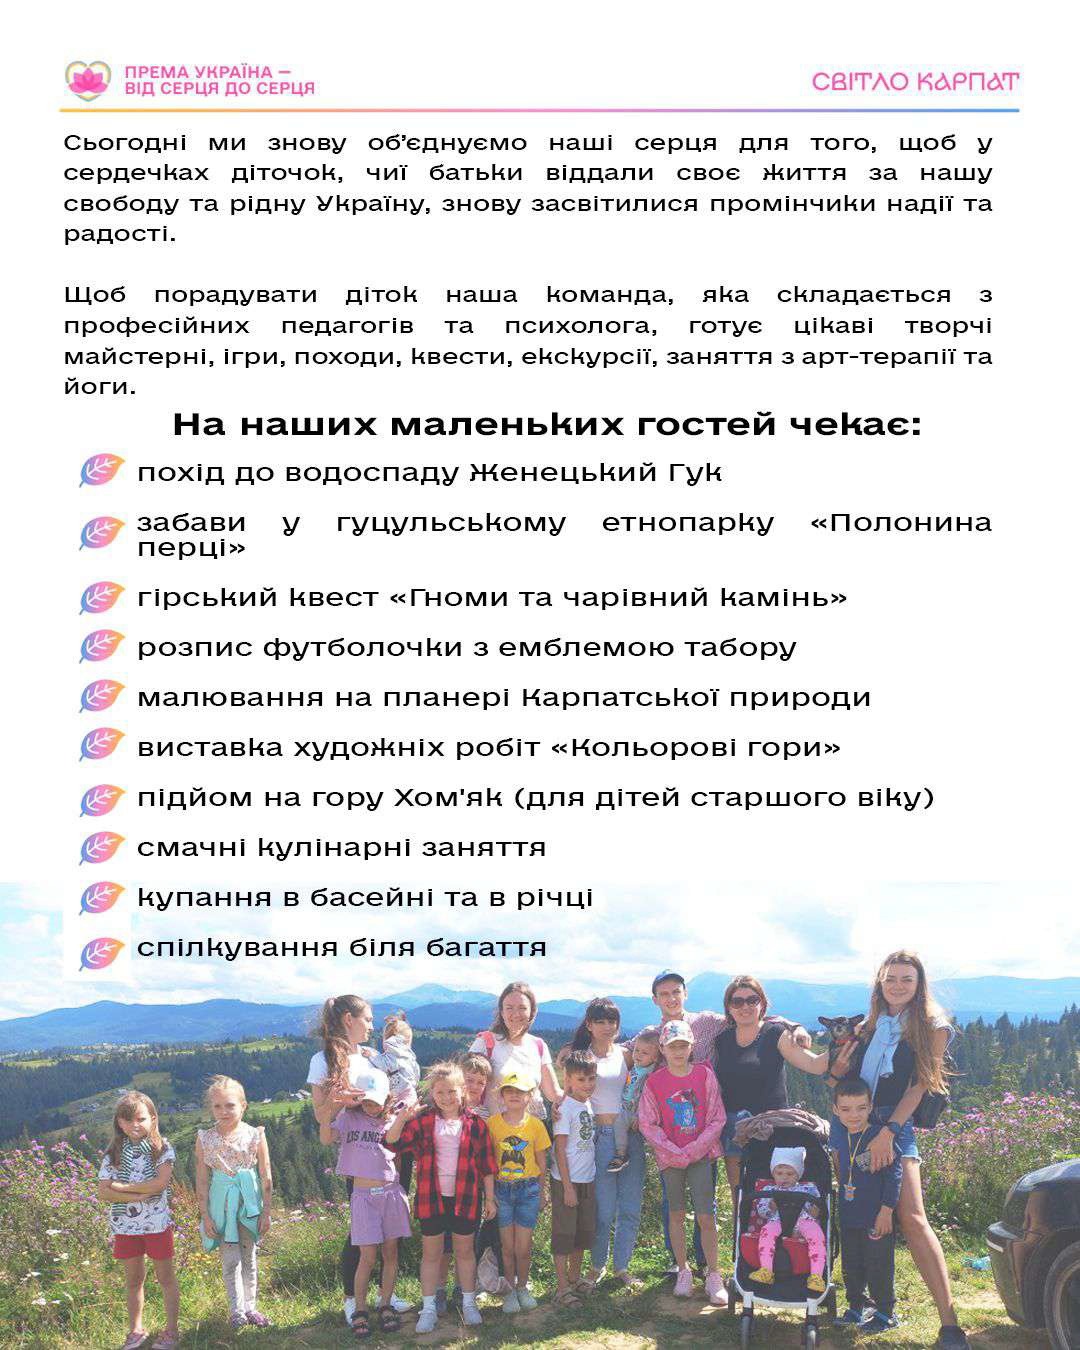 ПРЕМА УКРАЇНА –
ВІД СЕРЦЯ ДО СЕРЦЯ
СВІТЛО КАРПАТ
Сьогодні ми знову об’єднуємо наші серця для того, щоб у
сердечках діточок, чиї батьки віддали своє життя за нашу
свободу та рідну Україну, знову засвітилися промінчики надії та
радості.
Щоб порадувати діток наша команда, яка складається з
професійних педагогів та психолога, готує цікаві творчі
майстерні, ігри, походи, квести, екскурсії, заняття з арт-терапії та
йоги.
На наших маленьких гостей чекає:
похід до водоспаду Женецький Гук
забави у гуцульському етнопарку «Полонина
перці»
гірський квест «Гноми та чарівний камінь»
розпис футболочки з емблемою табору
малювання на планері Карпатської природи
виставка художніх робіт «Кольорові гори»
підйом на гору Хом'як (для дітей старшого віку)
смачні кулінарні заняття
купання в басейні та в річці
спілкування біля багаття
LOS ANG